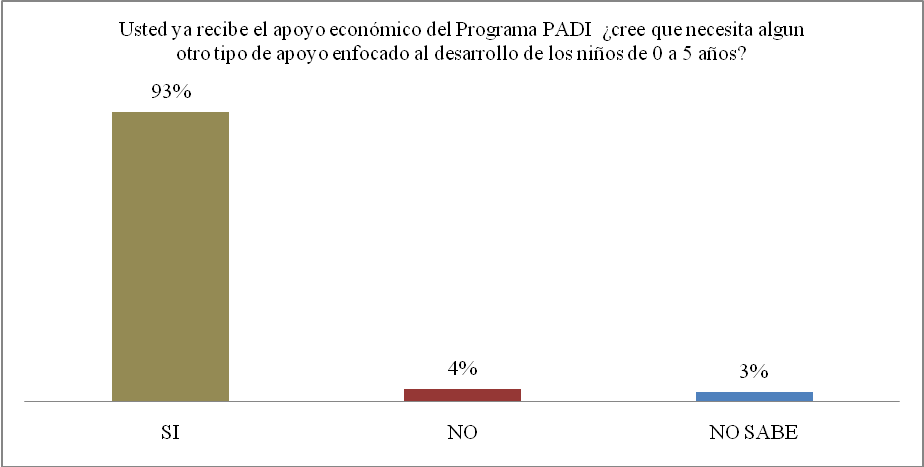 Usted ya recibe el apoyo económico del Programa PADI ¿cree que necesita algun
otro tipo de apoyo enfocado al desarrollo de los niños de 0 a 5 años?
93%
4%
3%
SI
NO
NO SABE